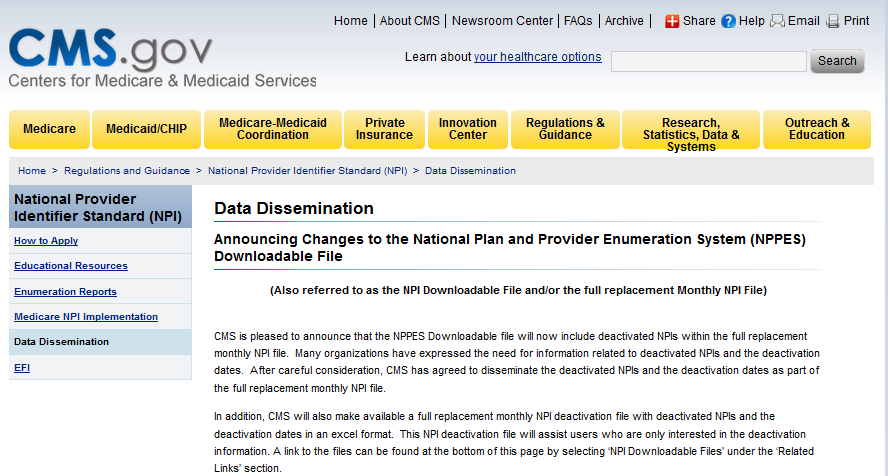 Home | About CMS | Newsroom Center | FAQs | Archive | Share Help Email Print
CMS.gov
Centers for Medicare & Medicaid Services
Learn about your healthcare options
Search
Medicare
Medicaid/CHIP
Medicare-Medicaid
Coordination
Private
Insurance
Innovation
Center
Regulations &
Guidance
Research,
Statistics, Data &
Systems
Outreach &
Education
Home > Regulations and Guidance > National Provider Identifier Standard (NPI) > Data Dissemination
National Provider
Identifier Standard (NPI)
How to Apply
Educational Resources
Enumeration Reports
Medicare NPI Implementation
Data Dissemination
EFI
Data Dissemination
Announcing Changes to the National Plan and Provider Enumeration System (NPPES)
Downloadable File
(Also referred to as the NPI Downloadable File and/or the full replacement Monthly NPI File)
CMS is pleased to announce that the NPPES Downloadable file will now include deactivated NPIs within the full replacement
monthly NPI file. Many organizations have expressed the need for information related to deactivated NPIs and the deactivation
dates. After careful consideration, CMS has agreed to disseminate the deactivated NPIs and the deactivation dates as part of
the full replacement monthly NPI file.
In addition, CMS will also make available a full replacement monthly NPI deactivation file with deactivated NPIs and the
deactivation dates in an excel format. This NPI deactivation file will assist users who are only interested in the deactivation
information. A link to the files can be found at the bottom of this page by selecting ‘NPI Downloadable Files’ under the ‘Related
Links’ section.